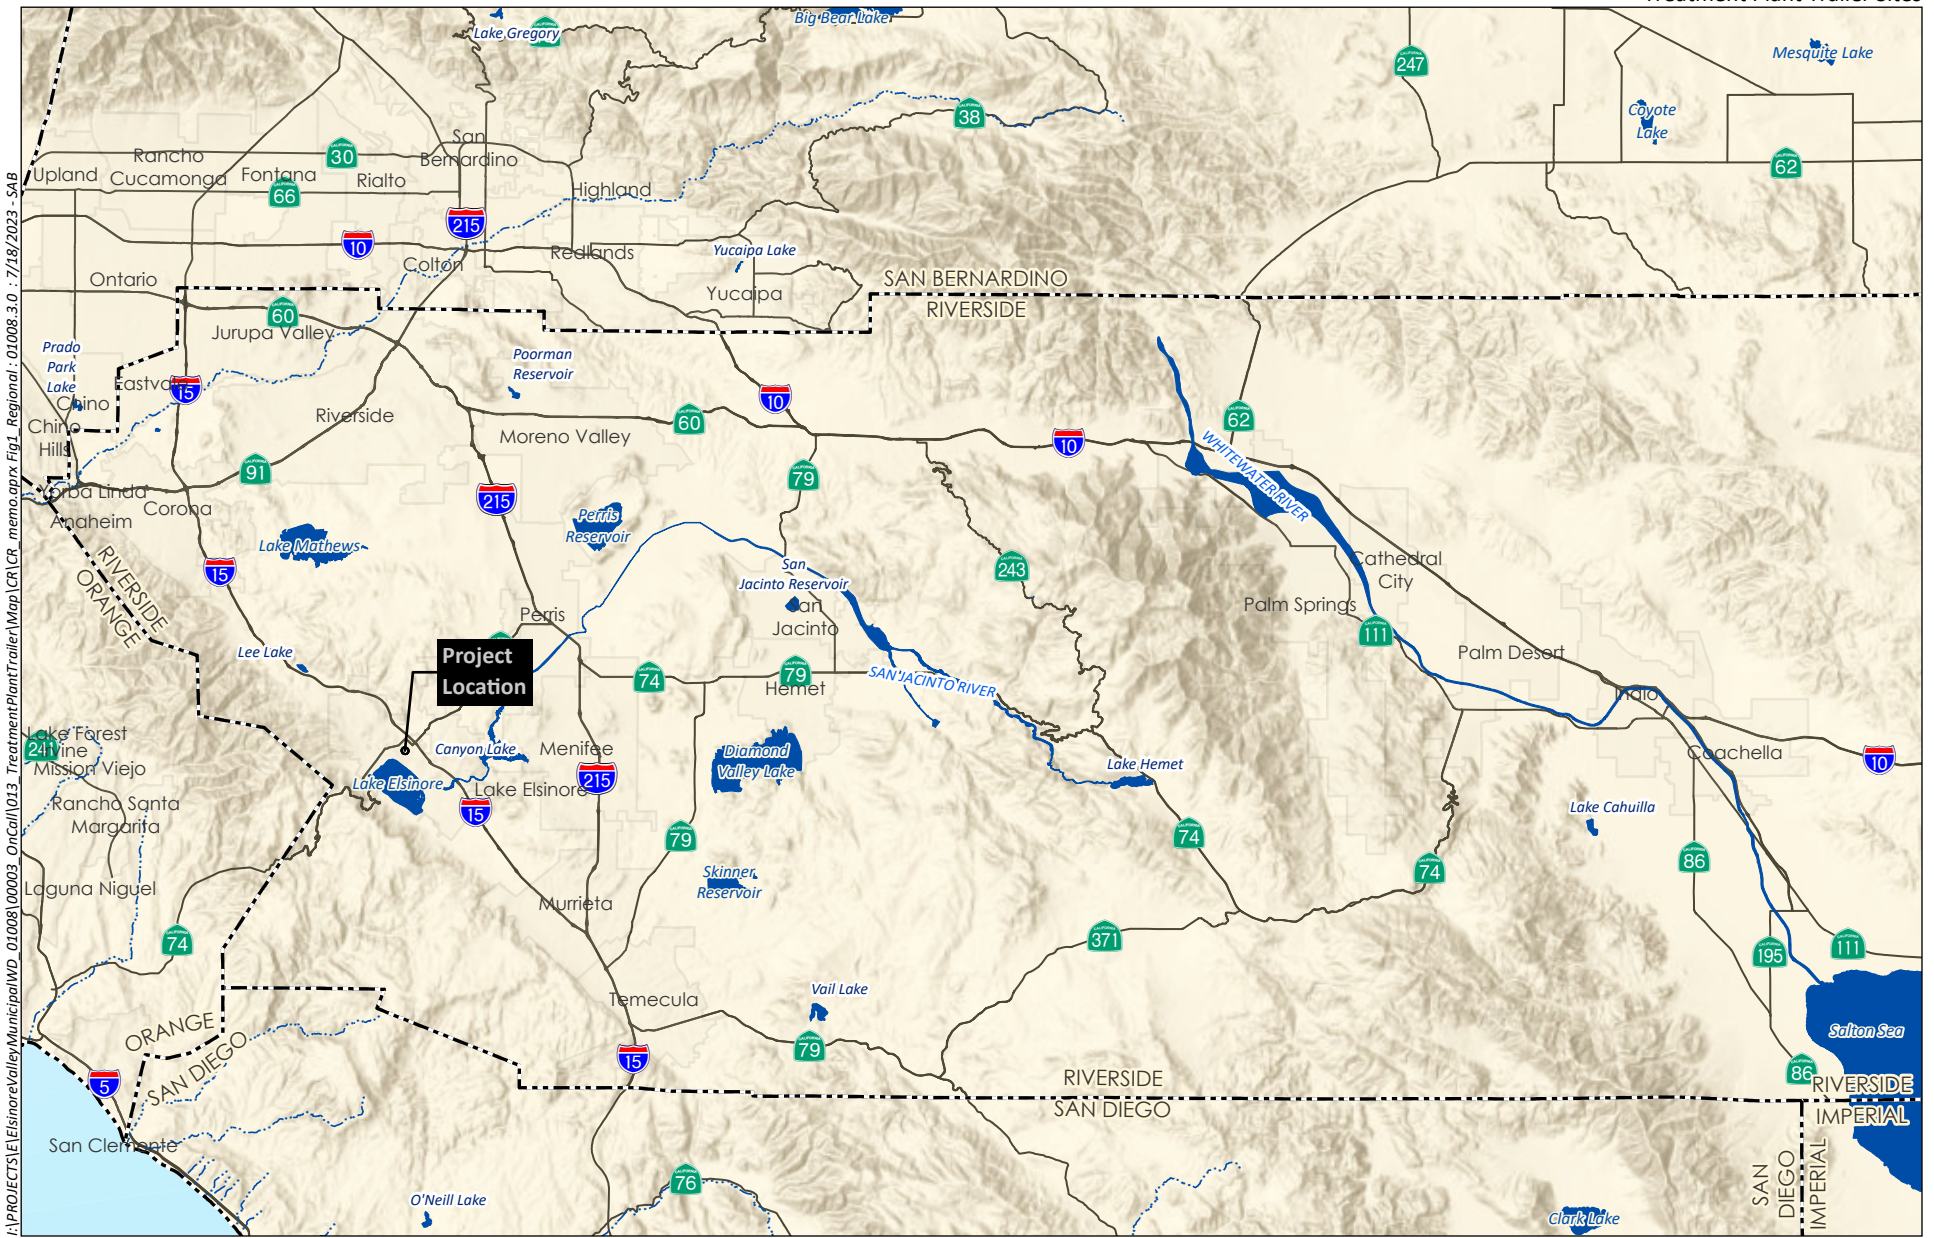 Treatment Plant Trailer Sites
Lake Gregory
Big Bear Lake
247
Mesquite Lake
Coyote
Lake
38
62
San
Bernardino
30
Rancho
Cucamonga
Upland
Fontana
Rialto
66
Highland
215
10
Redlands
Colton
Ontario
Yucaipa Lake
Yucaipa
SAN BERNARDINO
RIVERSIDE
60
Jurupa Valley
Prado
Park
Lake
Chino
Eastvale
15
Poorman
Reservoir
Riverside
10
60
62
Chino
Hills
Moreno Valley
10
91
79
WHITEWATER RIVER
Yorba Linda
Anaheim
Corona
215
Perris
Reservoir
Lake Mathews
RIVERSIDE
ORANGE
15
243
Cathedral
City
San
Jacinto Reservoir
San
Jacinto
Palm Springs
111
Perris
Lee Lake
Project
Location
74
79
Hemet
SAN JACINTO RIVER
Palm Desert
Indio
Lake Forest
241
Irvine
Mission Viejo
Canyon Lake
Menifee
Diamond
Valley Lake
Lake Hemet
Coachella
10
Lake Elsinore
Lake Elsinore
215
15
Rancho Santa
Margarita
79
74
Lake Cahuilla
86
74
Laguna Niguel
Skinner
Reservoir
Murrieta
74
371
195
111
Temecula
Vail Lake
79
Salton Sea
ORANGE
SAN DIEGO
15
5
86
RIVERSIDE
SAN DIEGO
RIVERSIDE
IMPERIAL
San Clemente
76
O'Neill Lake
SAN
DIEGO
IMPERIAL
Clark Lake
I:\PROJECTS\E\ElsinoreValleyMunicipalWD_01008\00003_OnCall\013_TreatmentPlantTrailer\Map\CR\CR_memo.aprx Fig1_Regional : 01008.3.0 : 7/18/2023 - SAB